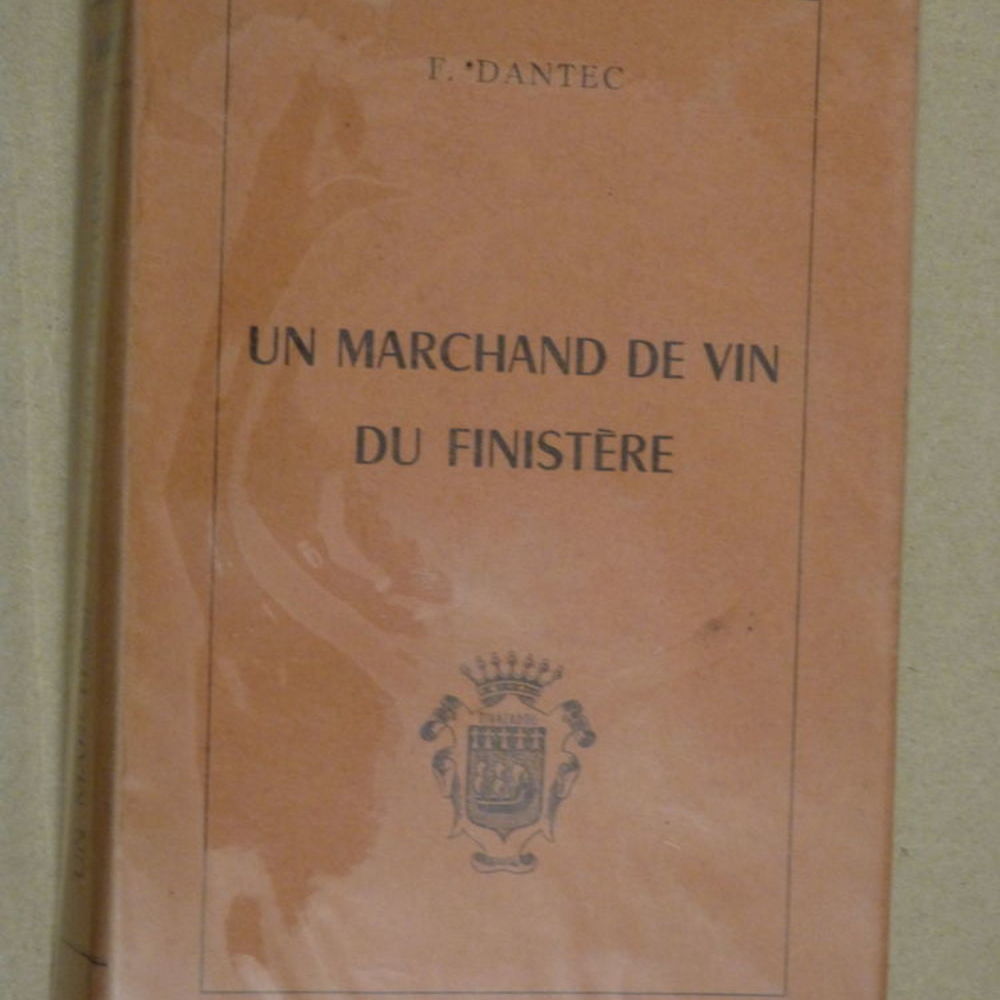 F. DANTEC
UN MARCHAND DE VIN
DU FINISTÈRE